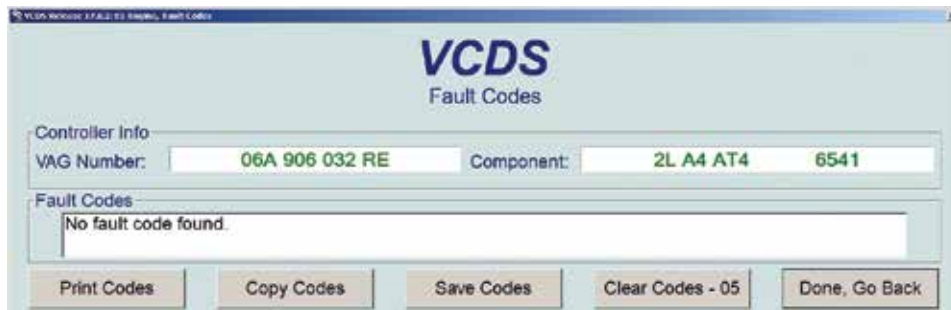 VCDS
Fault Codes
Controller Info
VAG Number: 06A 906 032 RE Component: 2L A4 AT4 6541
Fault Codes
No fault code found.
Print Codes Copy Codes Save Codes Clear Codes - 05 Done, Go Back